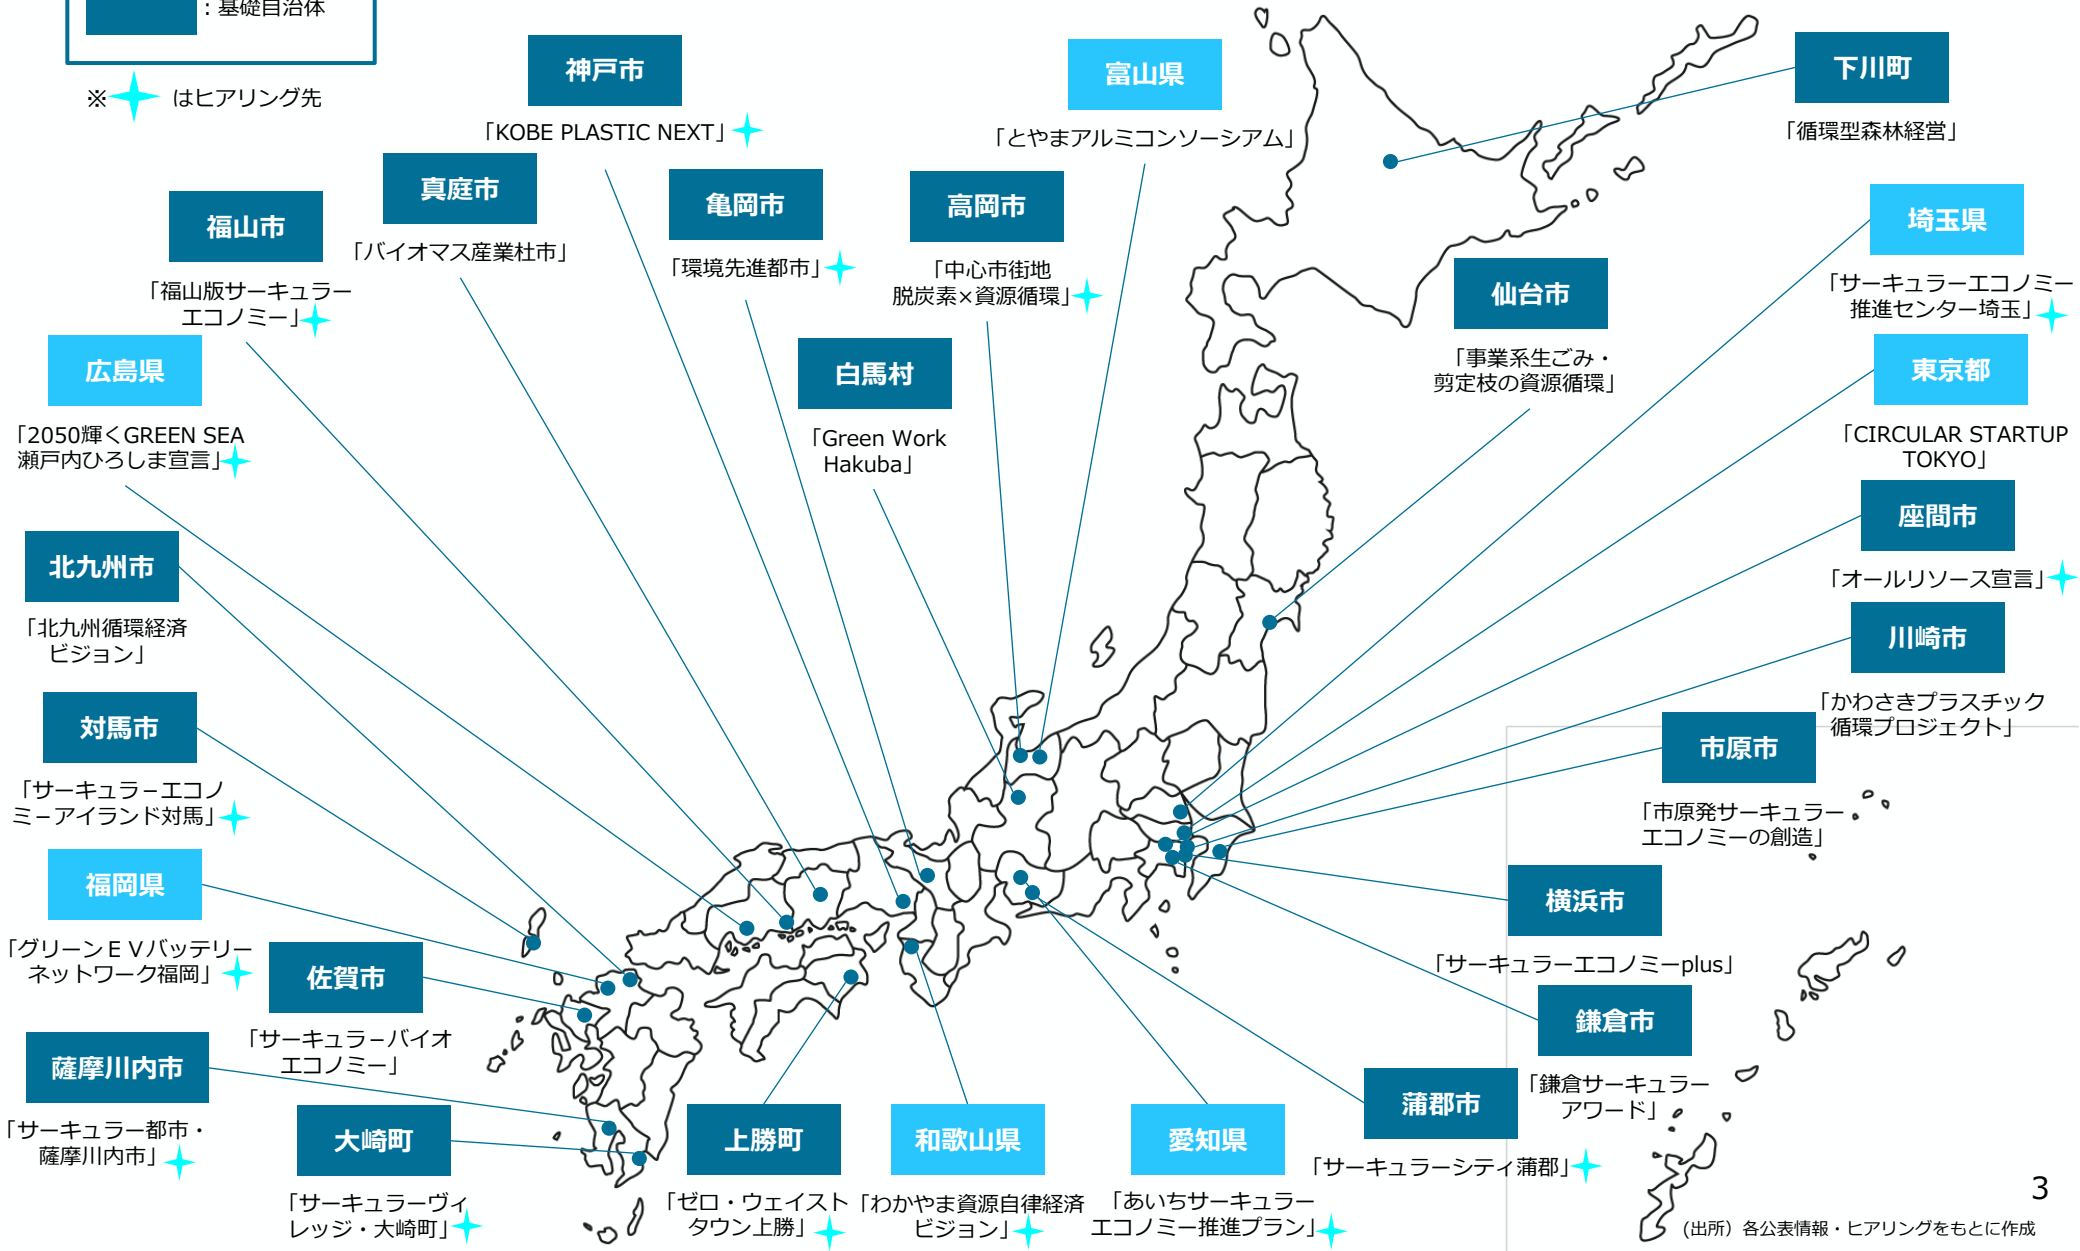 ：基礎自治体
※
はヒアリング先
神戸市
「KOBE PLASTIC NEXT」
富山県
「とやまアルミコンソーシアム」
下川町
「循環型森林経営」
福山市
「福山版サーキュラー
エコノミー」
真庭市
「バイオマス産業杜市」
亀岡市
「環境先進都市」
高岡市
「中心市街地
脱炭素×資源循環」
埼玉県
「サーキュラーエコノミー
推進センター埼玉」
広島県
「2050輝くGREEN SEA
瀬戸内ひろしま宣言」
白馬村
「Green Work
Hakuba」
仙台市
「事業系生ごみ・
剪定枝の資源循環」
東京都
「CIRCULAR STARTUP
TOKYO」
北九州市
「北九州循環経済
ビジョン」
座間市
「オールリソース宣言」
川崎市
「かわさきプラスチック
循環プロジェクト」
対馬市
「サーキュラ－エコノ
ミ－アイランド対馬」
市原市
「市原発サーキュラー
エコノミーの創造」
福岡県
「グリーンＥＶバッテリー
ネットワーク福岡」
横浜市
「サーキュラーエコノミーplus」
佐賀市
「サーキュラ－バイオ
エコノミー」
鎌倉市
「鎌倉サーキュラー
アワード」
薩摩川内市
「サーキュラー都市・
薩摩川内市」
大崎町
「サーキュラーヴィ
レッジ・大崎町」
上勝町
「ゼロ・ウェイスト
タウン上勝」
和歌山県
「わかやま資源自律経済
ビジョン」
愛知県
「あいちサーキュラー
エコノミー推進プラン」
蒲郡市
「サーキュラーシティ蒲郡」
3
(出所）各公表情報・ヒアリングをもとに作成